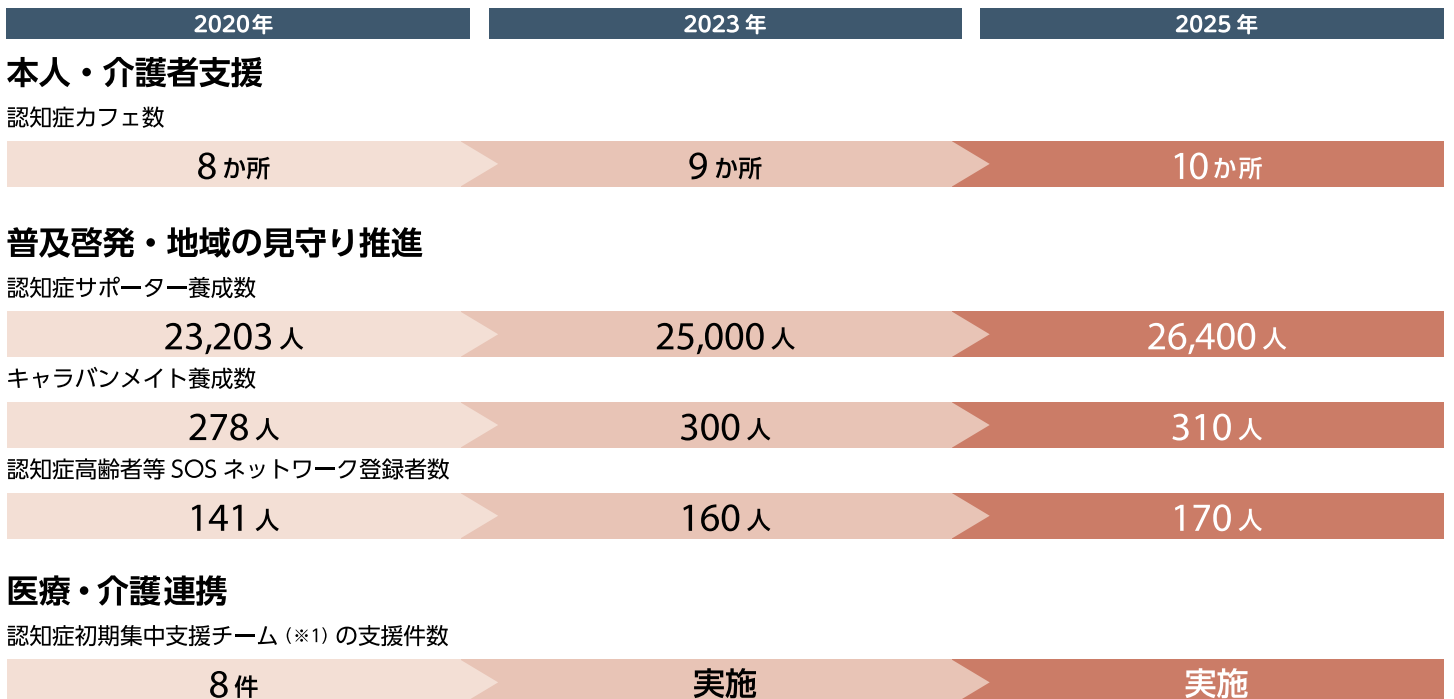 2020年 2023年 2025年
本人・介護者支援
認知症カフェ数
8か所 9か所 10か所
普及啓発・地域の見守り推進
認知症サポーター養成数
23,203人 25,000人 26,400人
キャラバンメイト養成数
278人 300人 310人
認知症高齢者等SOSネットワーク登録者数
141人 160人 170人
医療・介護連携
認知症初期集中支援チーム(※1)の支援件数
8件 実施 実施